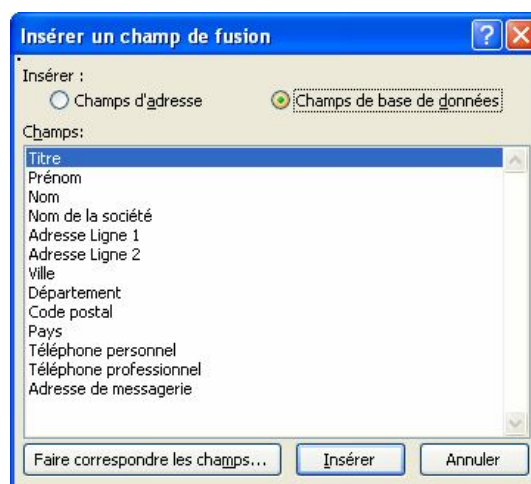 Insérer un champ de fusion
Insérer :
Champs d'adresse Champs de base de données
Champs:
Titre
Prénom
Nom
Nom de la société
Adresse Ligne 1
Adresse Ligne 2
Ville
Département
Code postal
Pays
Téléphone personnel
Téléphone professionnel
Adresse de messagerie
Faire correspondre les champs... Insérer Annuler